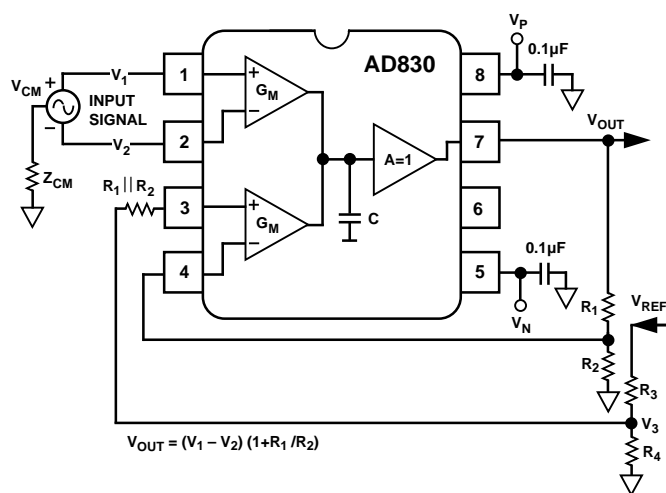 V_P
0.1µF
AD830
V_CM
+
−
V_1
INPUT
SIGNAL
V_2
Z_CM
1
2
3
4
+
−
G_M
+
−
G_M
A=1
C
8
7
6
5
V_OUT
R_1||R_2
0.1µF
V_N
R_1
V_REF
R_2
R_3
V_3
R_4
V_OUT = (V_1 − V_2) (1+R_1/R_2)